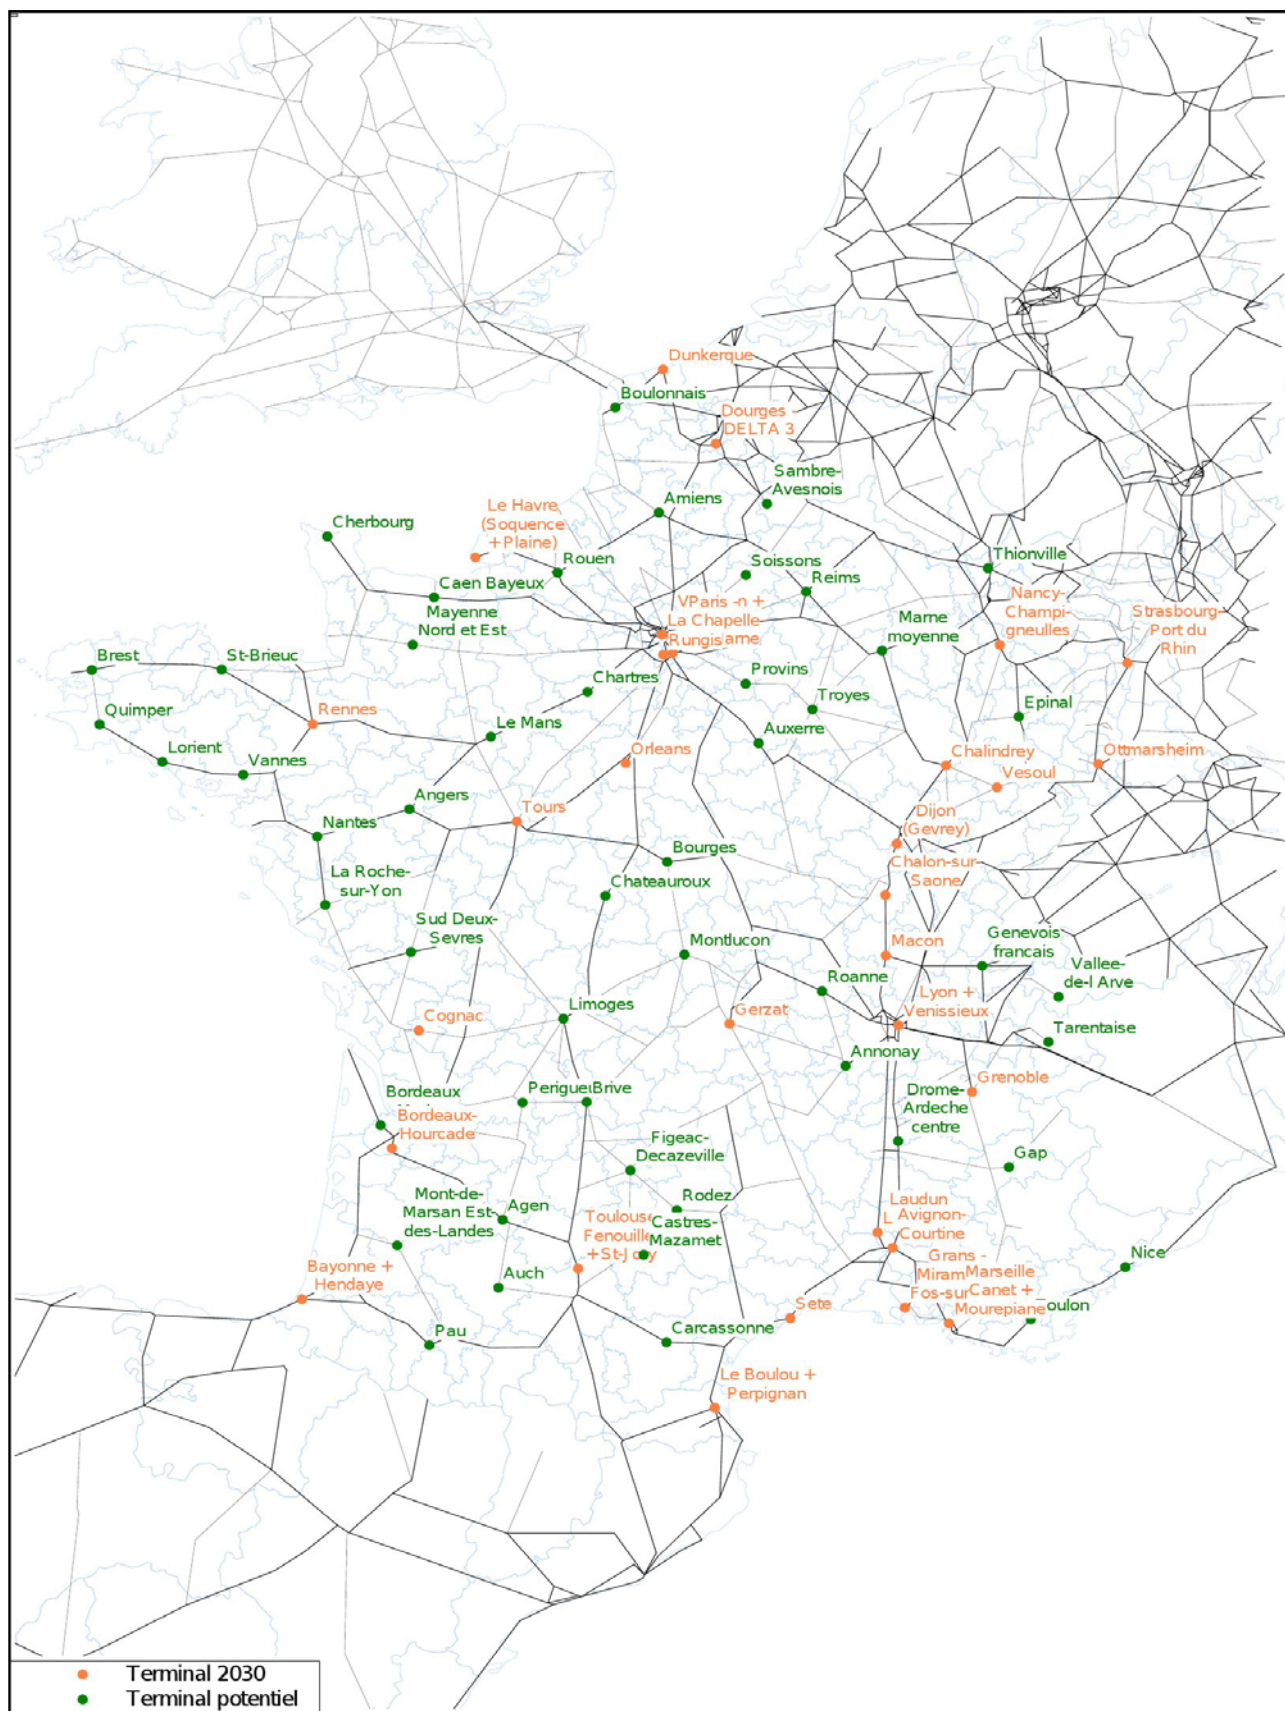 Dunkerque
Boulonnais
Dourges -
DELTA 3
Sambre-
Avesnois
Amiens
Le Havre
(Soquence
+Plaine)
Cherbourg
Rouen
Soissons
Thionville
Caen Bayeux
Reims
Mayenne
Nord et Est
VParis -n +
La Chapelle
Rungis
Marne
moyenne
Nancy-
Champi-
gneulles
Strasbourg-
Port du
Rhin
Brest
St-Brieuc
Chartres
Provins
Troyes
Epinal
Quimper
Rennes
Le Mans
Auxerre
Lorient
Vannes
Orleans
Chalindrey
Ottmarsheim
Vesoul
Angers
Tours
Nantes
Dijon
(Gevrey)
Bourges
Chalon-sur-
Saone
La Roche-
sur-Yon
Chateauroux
Sud Deux-
Sevres
Montlucon
Macon
Genevois
francais
Vallee-
de-l Arve
Roanne
Limoges
Cognac
Gerzat
Lyon +
Venissieux
Tarentaise
Annonay
Grenoble
Bordeaux
Bordeaux-
Hourcade
Brive
Drome-
Ardeche
centre
Figeac-
Decazeville
Gap
Mont-de-
Marsan Est-
des-Landes
Agen
Rodez
Castres-
Mazamet
Laudun
Avignon-
Courtine
Bayonne +
Hendaye
Auch
Grans -
Marseille
Canet +
Mourepiane
Nice
Sete
Pau
Carcassonne
Le Boulou +
Perpignan
Terminal 2030
Terminal potentiel